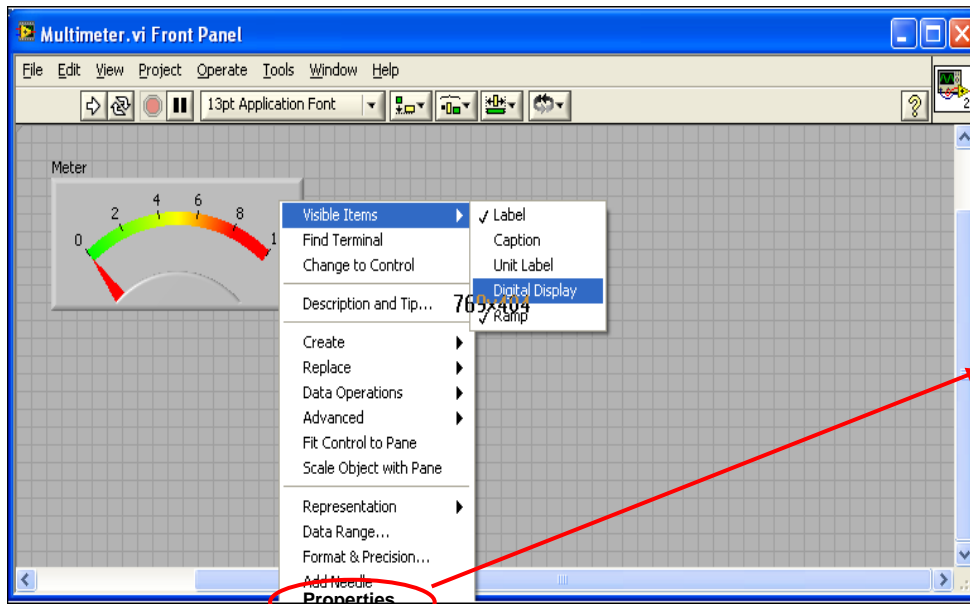 Multimeter.vi Front Panel
File Edit View Project Operate Tools Window Help
13pt Application Font
2
Meter
0 2 4 6 8 1
Visible Items
Find Terminal
Change to Control
Description and Tip...
Create
Replace
Data Operations
Advanced
Fit Control to Pane
Scale Object with Pane
Representation
Data Range...
Format & Precision...
Add Needle
Properties
Label
Caption
Unit Label
Digital Display
Ramp
769x404